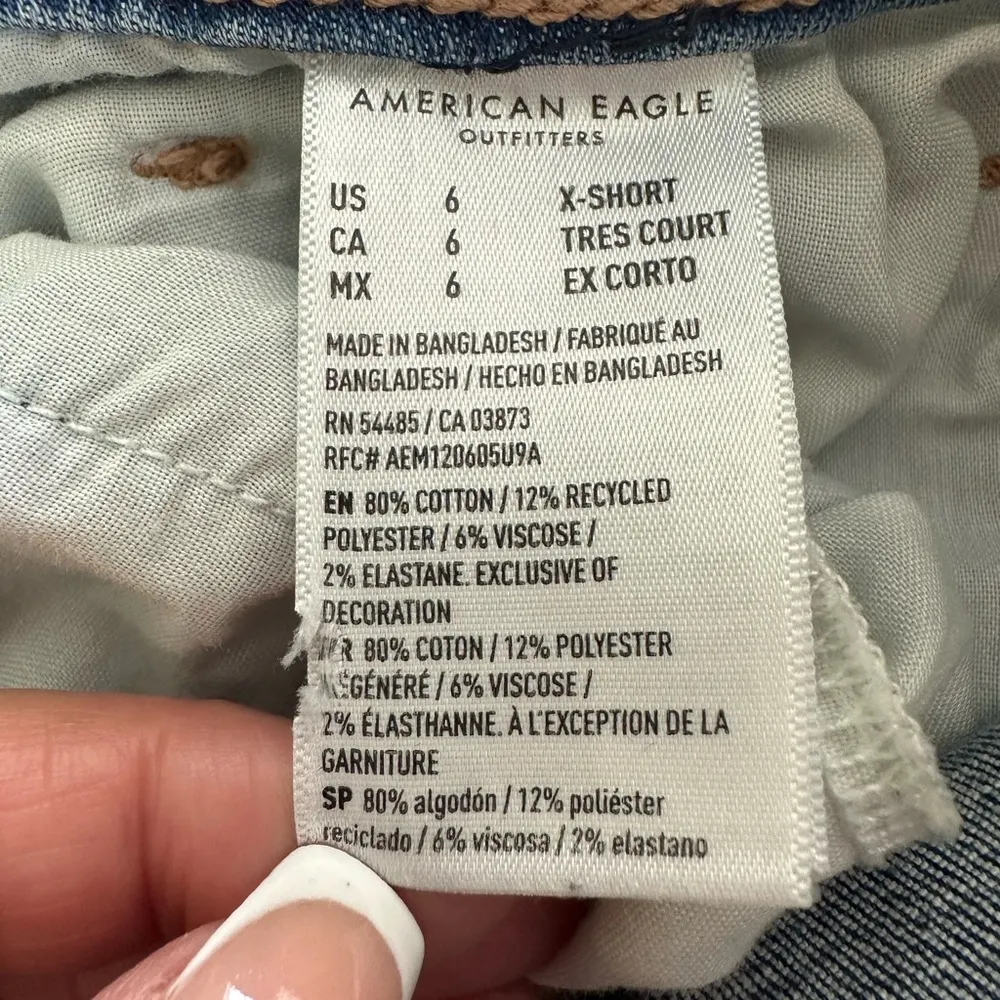 AMERICAN EAGLE
OUTFITTERS
US 6 X-SHORT
CA 6 TRES COURT
MX 6 EX CORTO
MADE IN BANGLADESH / FABRIQUÉ AU
BANGLADESH / HECHO EN BANGLADESH
RN 54485 / CA 03873
RFC# AEM120605U9A
EN 80% COTTON / 12% RECYCLED
POLYESTER / 6% VISCOSE /
2% ELASTANE. EXCLUSIVE OF
DECORATION
80% COTON / 12% POLYESTER
6% VISCOSE /
2% ÉLASTHANNE. À L'EXCEPTION DE LA
GARNITURE
SP 80% algodón / 12% poliéster
reciclado / 6% viscosa / 2% elastano